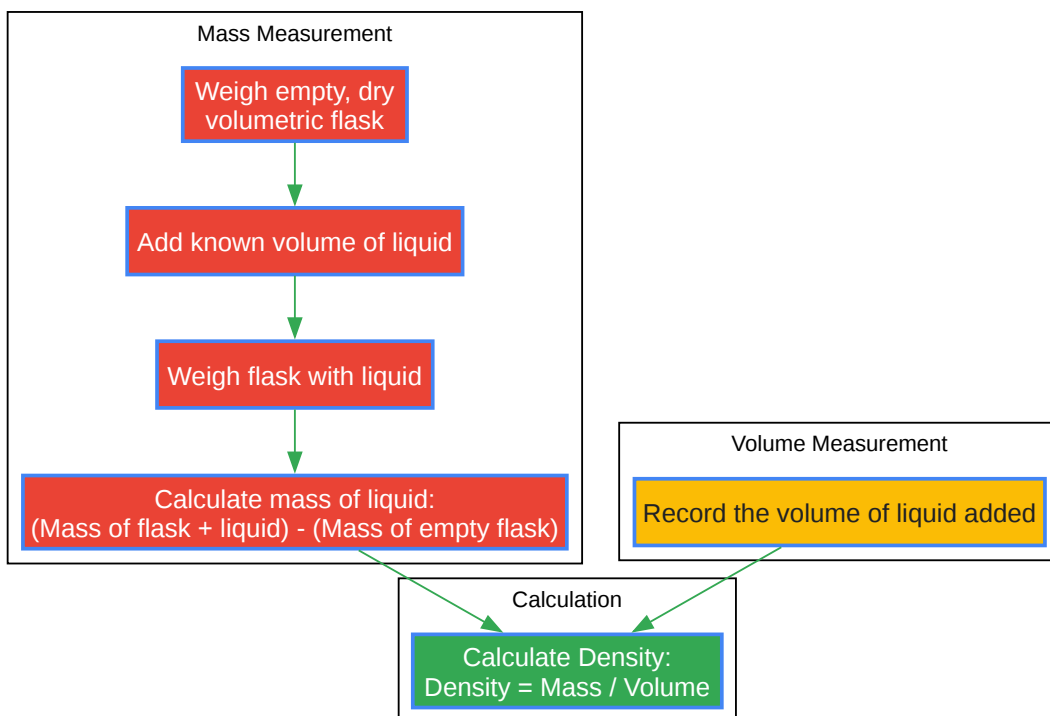 Mass Measurement
Weigh empty, dry
volumetric flask
Add known volume of liquid
Weigh flask with liquid
Calculate mass of liquid:
(Mass of flask + liquid) - (Mass of empty flask)
Volume Measurement
Record the volume of liquid added
Calculation
Calculate Density:
Density = Mass / Volume